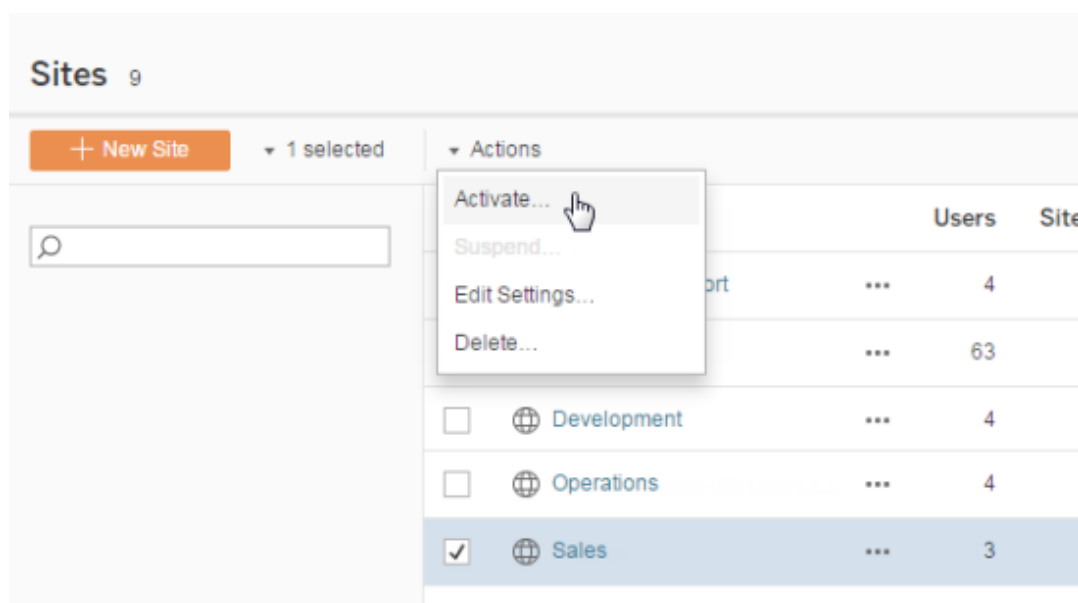 Sites 9
+ New Site
1 selected
Actions
Activate...
Suspend...
Edit Settings...
Delete...
Users
4
63
Development ••• 4
Operations ••• 4
Sales ••• 3